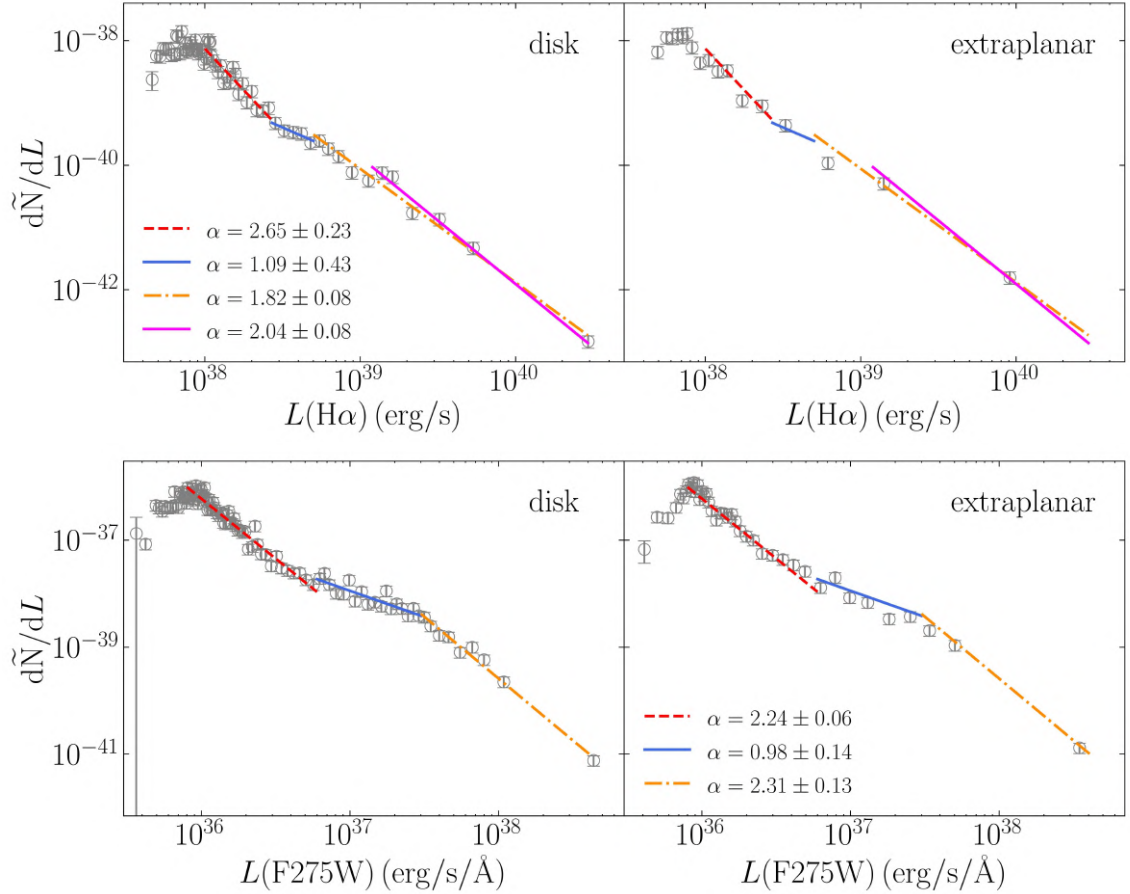 disk
extraplanar
10^{-38}
10^{-40}
10^{-42}
dÑ/dL
α = 2.65 ± 0.23
α = 1.09 ± 0.43
α = 1.82 ± 0.08
α = 2.04 ± 0.08
10^{38} 10^{39} 10^{40} 10^{38} 10^{39} 10^{40}
L(Hα) (erg/s) L(Hα) (erg/s)
disk
extraplanar
10^{-37}
10^{-39}
10^{-41}
dÑ/dL
α = 2.24 ± 0.06
α = 0.98 ± 0.14
α = 2.31 ± 0.13
10^{36} 10^{37} 10^{38} 10^{36} 10^{37} 10^{38}
L(F275W) (erg/s/Å) L(F275W) (erg/s/Å)